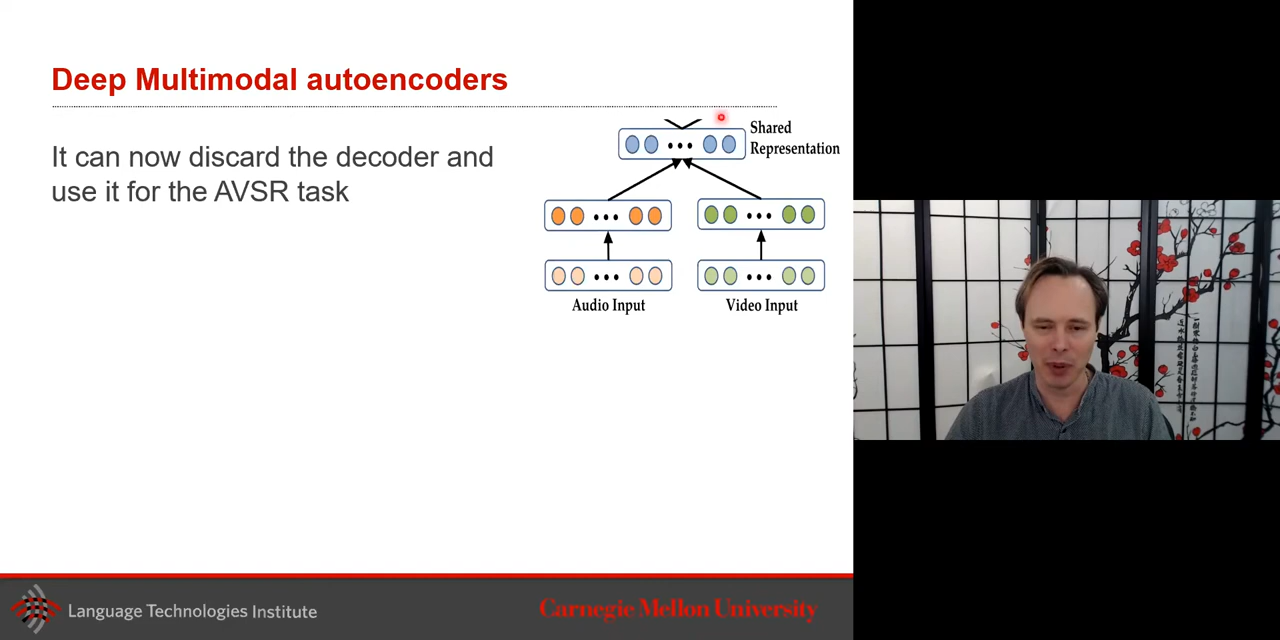 Deep Multimodal autoencoders
It can now discard the decoder and
use it for the AVSR task
Shared
Representation
Audio Input
Video Input
Language Technologies Institute
Carnegie Mellon University